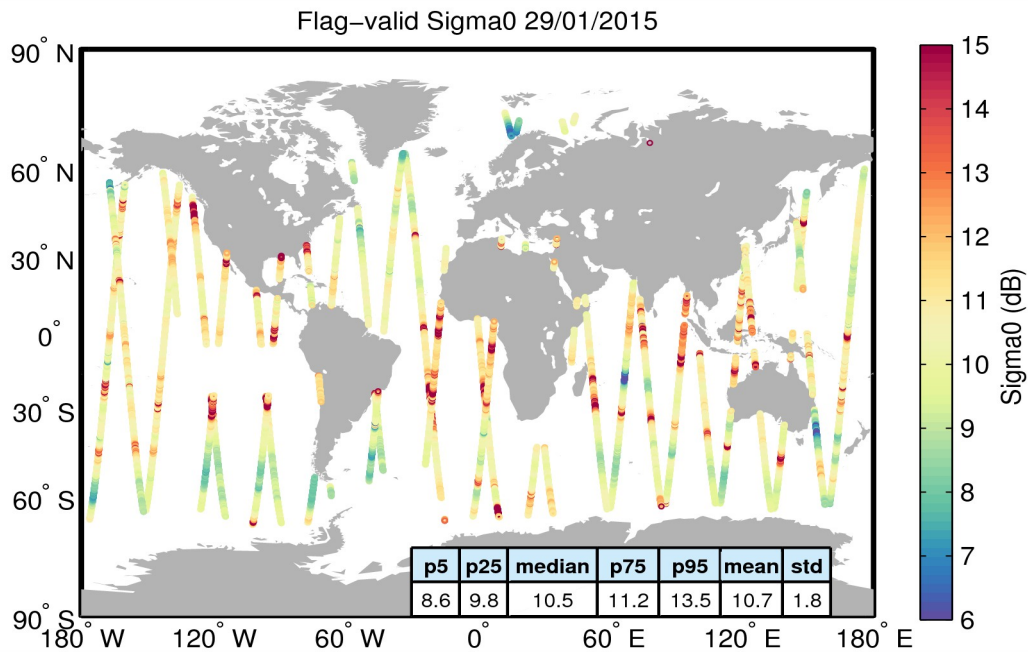 Flag−valid Sigma0 29/01/2015
90° N
60° N
30° N
0°
30° S
60° S
90° S
180° W
120° W
60° W
0°
60° E
120° E
180° E
p5 p25 median p75 p95 mean std
8.6 9.8 10.5 11.2 13.5 10.7 1.8
15
14
13
12
11
10
9
8
7
6
Sigma0 (dB)